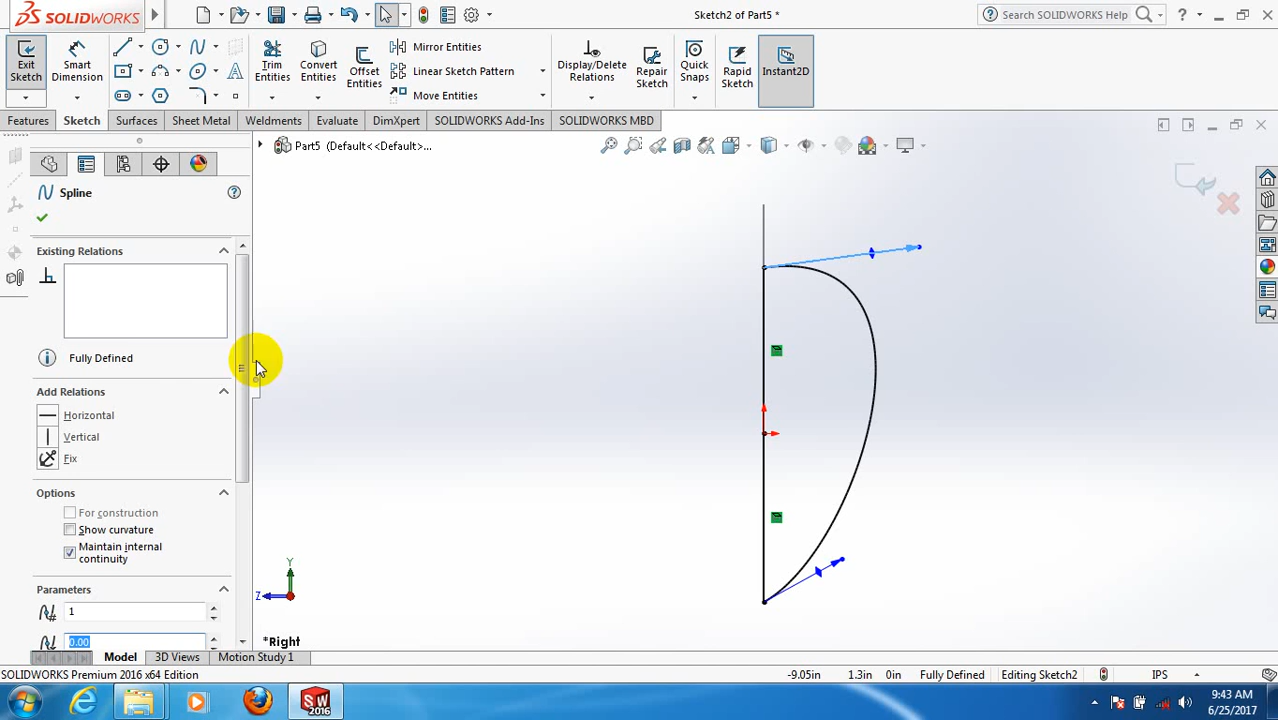 SOLIDWORKS
Sketch2 of Part5 *
Search SOLIDWORKS Help
Exit Sketch
Smart Dimension
Trim Entities
Convert Entities
Offset Entities
Mirror Entities
Linear Sketch Pattern
Move Entities
Display/Delete Relations
Repair Sketch
Quick Snaps
Rapid Sketch
Instant2D
Features
Sketch
Surfaces
Sheet Metal
Weldments
Evaluate
DimXpert
SOLIDWORKS Add-Ins
SOLIDWORKS MBD
Part5 (Default<<Default>...
Spline
Existing Relations
Fully Defined
Add Relations
Horizontal
Vertical
Fix
Options
For construction
Show curvature
Maintain internal
continuity
Parameters
1
0.00
Y
Z
*Right
Model
3D Views
Motion Study 1
SOLIDWORKS Premium 2016 x64 Edition
-9.05in
1.3in
0in
Fully Defined
Editing Sketch2
IPS
SW
2016
9:43 AM
6/25/2017